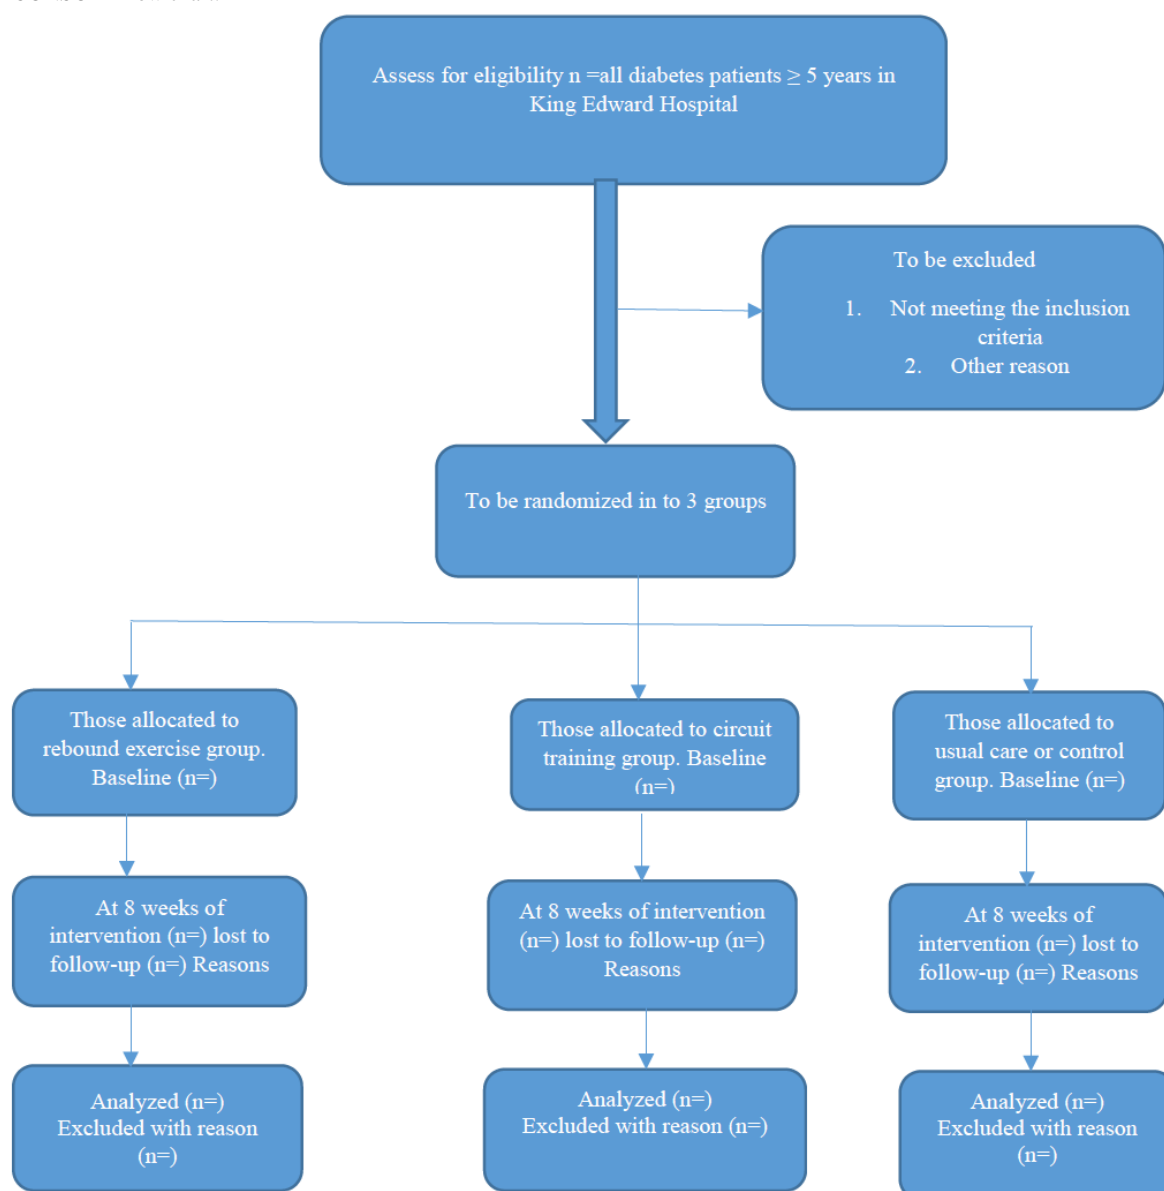 Assess for eligibility n =all diabetes patients ≥ 5 years in
King Edward Hospital
To be excluded
1. Not meeting the inclusion
criteria
2. Other reason
To be randomized in to 3 groups
Those allocated to
rebound exercise group.
Baseline (n=)
Those allocated to circuit
training group. Baseline
(n=)
Those allocated to
usual care or control
group. Baseline (n=)
At 8 weeks of
intervention (n=) lost to
follow-up (n=) Reasons
At 8 weeks of intervention
(n=) lost to follow-up (n=)
Reasons
At 8 weeks of
intervention (n=) lost to
follow-up (n=) Reasons
Analyzed (n=)
Excluded with reason
(n=)
Analyzed (n=)
Excluded with reason (n=)
Analyzed (n=)
Excluded with reason
(n=)